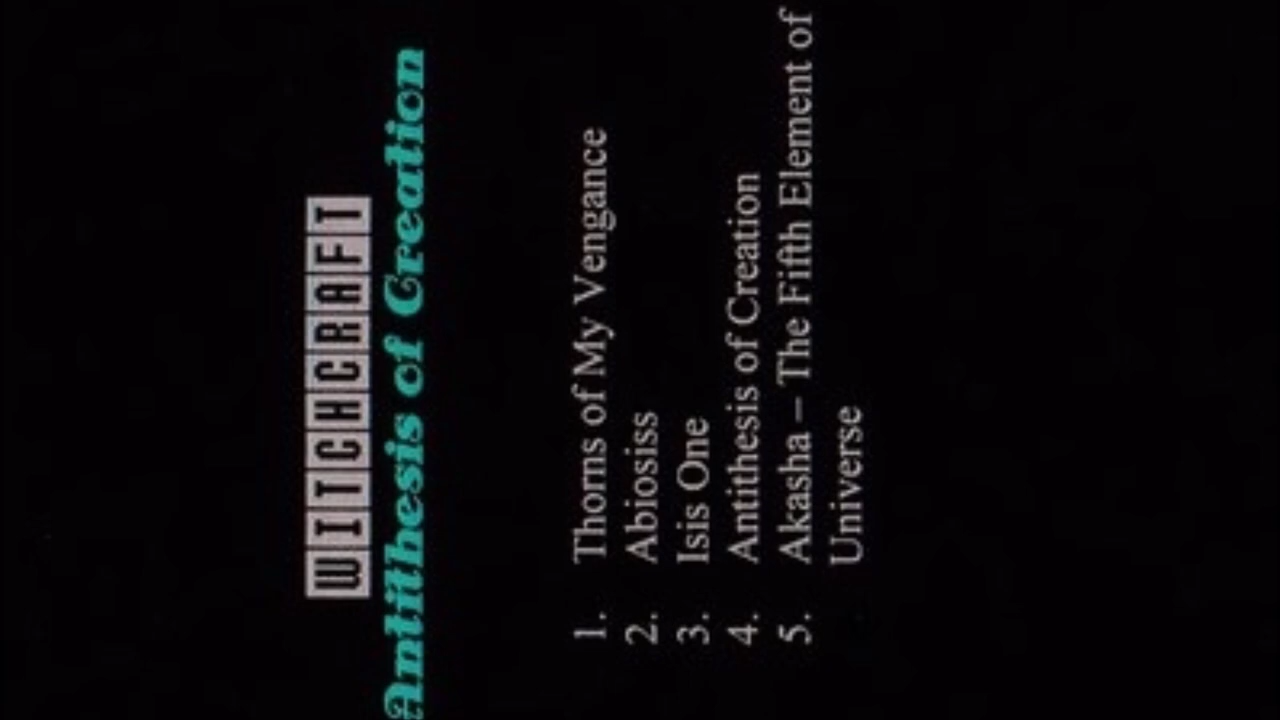 WITCHCRAFT
Antithesis of Creation
1. Thorns of My Vengance
2. Abiosiss
3. Isis One
4. Antithesis of Creation
5. Akasha – The Fifth Element of
Universe